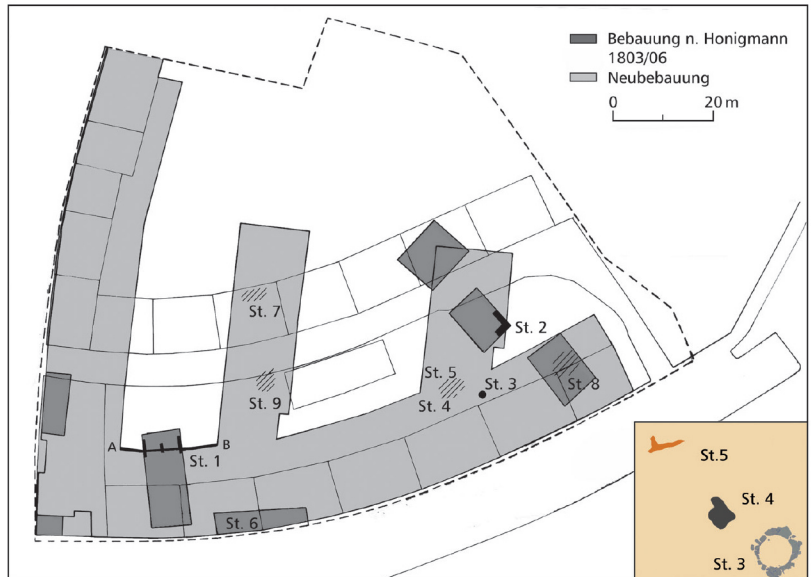 Bebauung n. Honigmann
1803/06
Neubebauung
0 20 m
St. 7
St. 2
St. 5
St. 3
St. 8
St. 9
St. 4
A
B
St. 1
St. 6
St.5
St. 4
St. 3